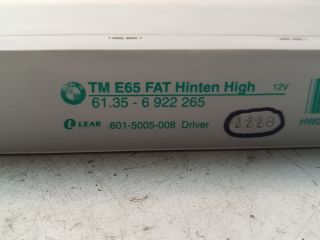 TM E65 FAT Hinten High 12V
61.35 - 6 922 265
LEAR 601-5005-008 Driver 2228